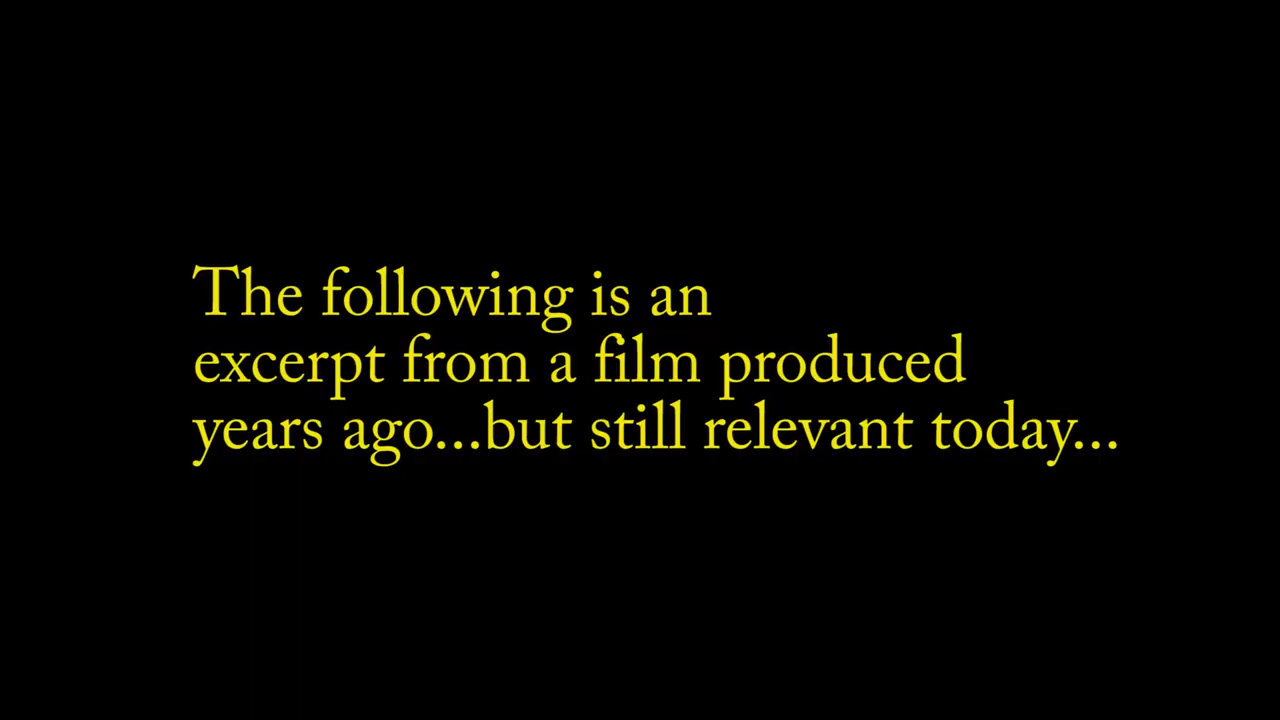 The following is an
excerpt from a film produced
years ago...but still relevant today...